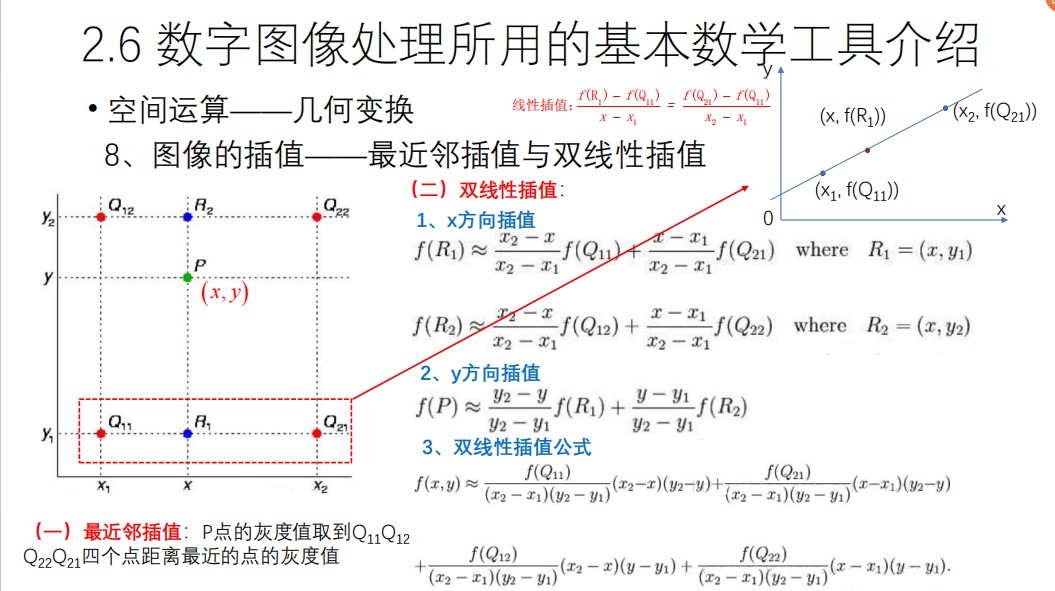 2.6 数字图像处理所用的基本数学工具介绍
• 空间运算——几何变换
线性插值: (f(R₁) − f(Q₁₁))/(x − x₁) = (f(Q₂₁) − f(Q₁₁))/(x₂ − x₁)
y
(x, f(R₁))
(x₂, f(Q₂₁))
(x₁, f(Q₁₁))
0
x
8、图像的插值——最近邻插值与双线性插值
y₂
Q₁₂
R₂
Q₂₂
y
P
(x, y)
y₁
Q₁₁
R₁
Q₂₁
x₁
x
x₂
(一) 最近邻插值: P点的灰度值取到Q₁₁Q₁₂
Q₂₂Q₂₁四个点距离最近的点的灰度值
(二) 双线性插值:
1、x方向插值
f(R₁) ≈ (x₂ − x)/(x₂ − x₁) f(Q₁₁) + (x − x₁)/(x₂ − x₁) f(Q₂₁) where R₁ = (x, y₁)
f(R₂) ≈ (x₂ − x)/(x₂ − x₁) f(Q₁₂) + (x − x₁)/(x₂ − x₁) f(Q₂₂) where R₂ = (x, y₂)
2、y方向插值
f(P) ≈ (y₂ − y)/(y₂ − y₁) f(R₁) + (y − y₁)/(y₂ − y₁) f(R₂)
3、双线性插值公式
f(x, y) ≈ f(Q₁₁)/((x₂ − x₁)(y₂ − y₁)) (x₂−x)(y₂−y)+ f(Q₂₁)/((x₂ − x₁)(y₂ − y₁)) (x−x₁)(y₂−y)
+ f(Q₁₂)/((x₂ − x₁)(y₂ − y₁)) (x₂ − x)(y − y₁) + f(Q₂₂)/((x₂ − x₁)(y₂ − y₁)) (x − x₁)(y − y₁).